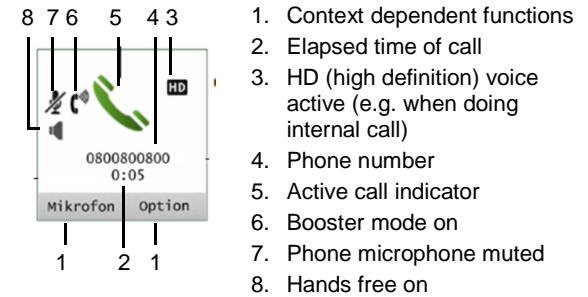 8 7 6 5 4 3
HD
0800800800
0:05
Mikrofon Option
1 2 1
1. Context dependent functions
2. Elapsed time of call
3. HD (high definition) voice
active (e.g. when doing
internal call)
4. Phone number
5. Active call indicator
6. Booster mode on
7. Phone microphone muted
8. Hands free on